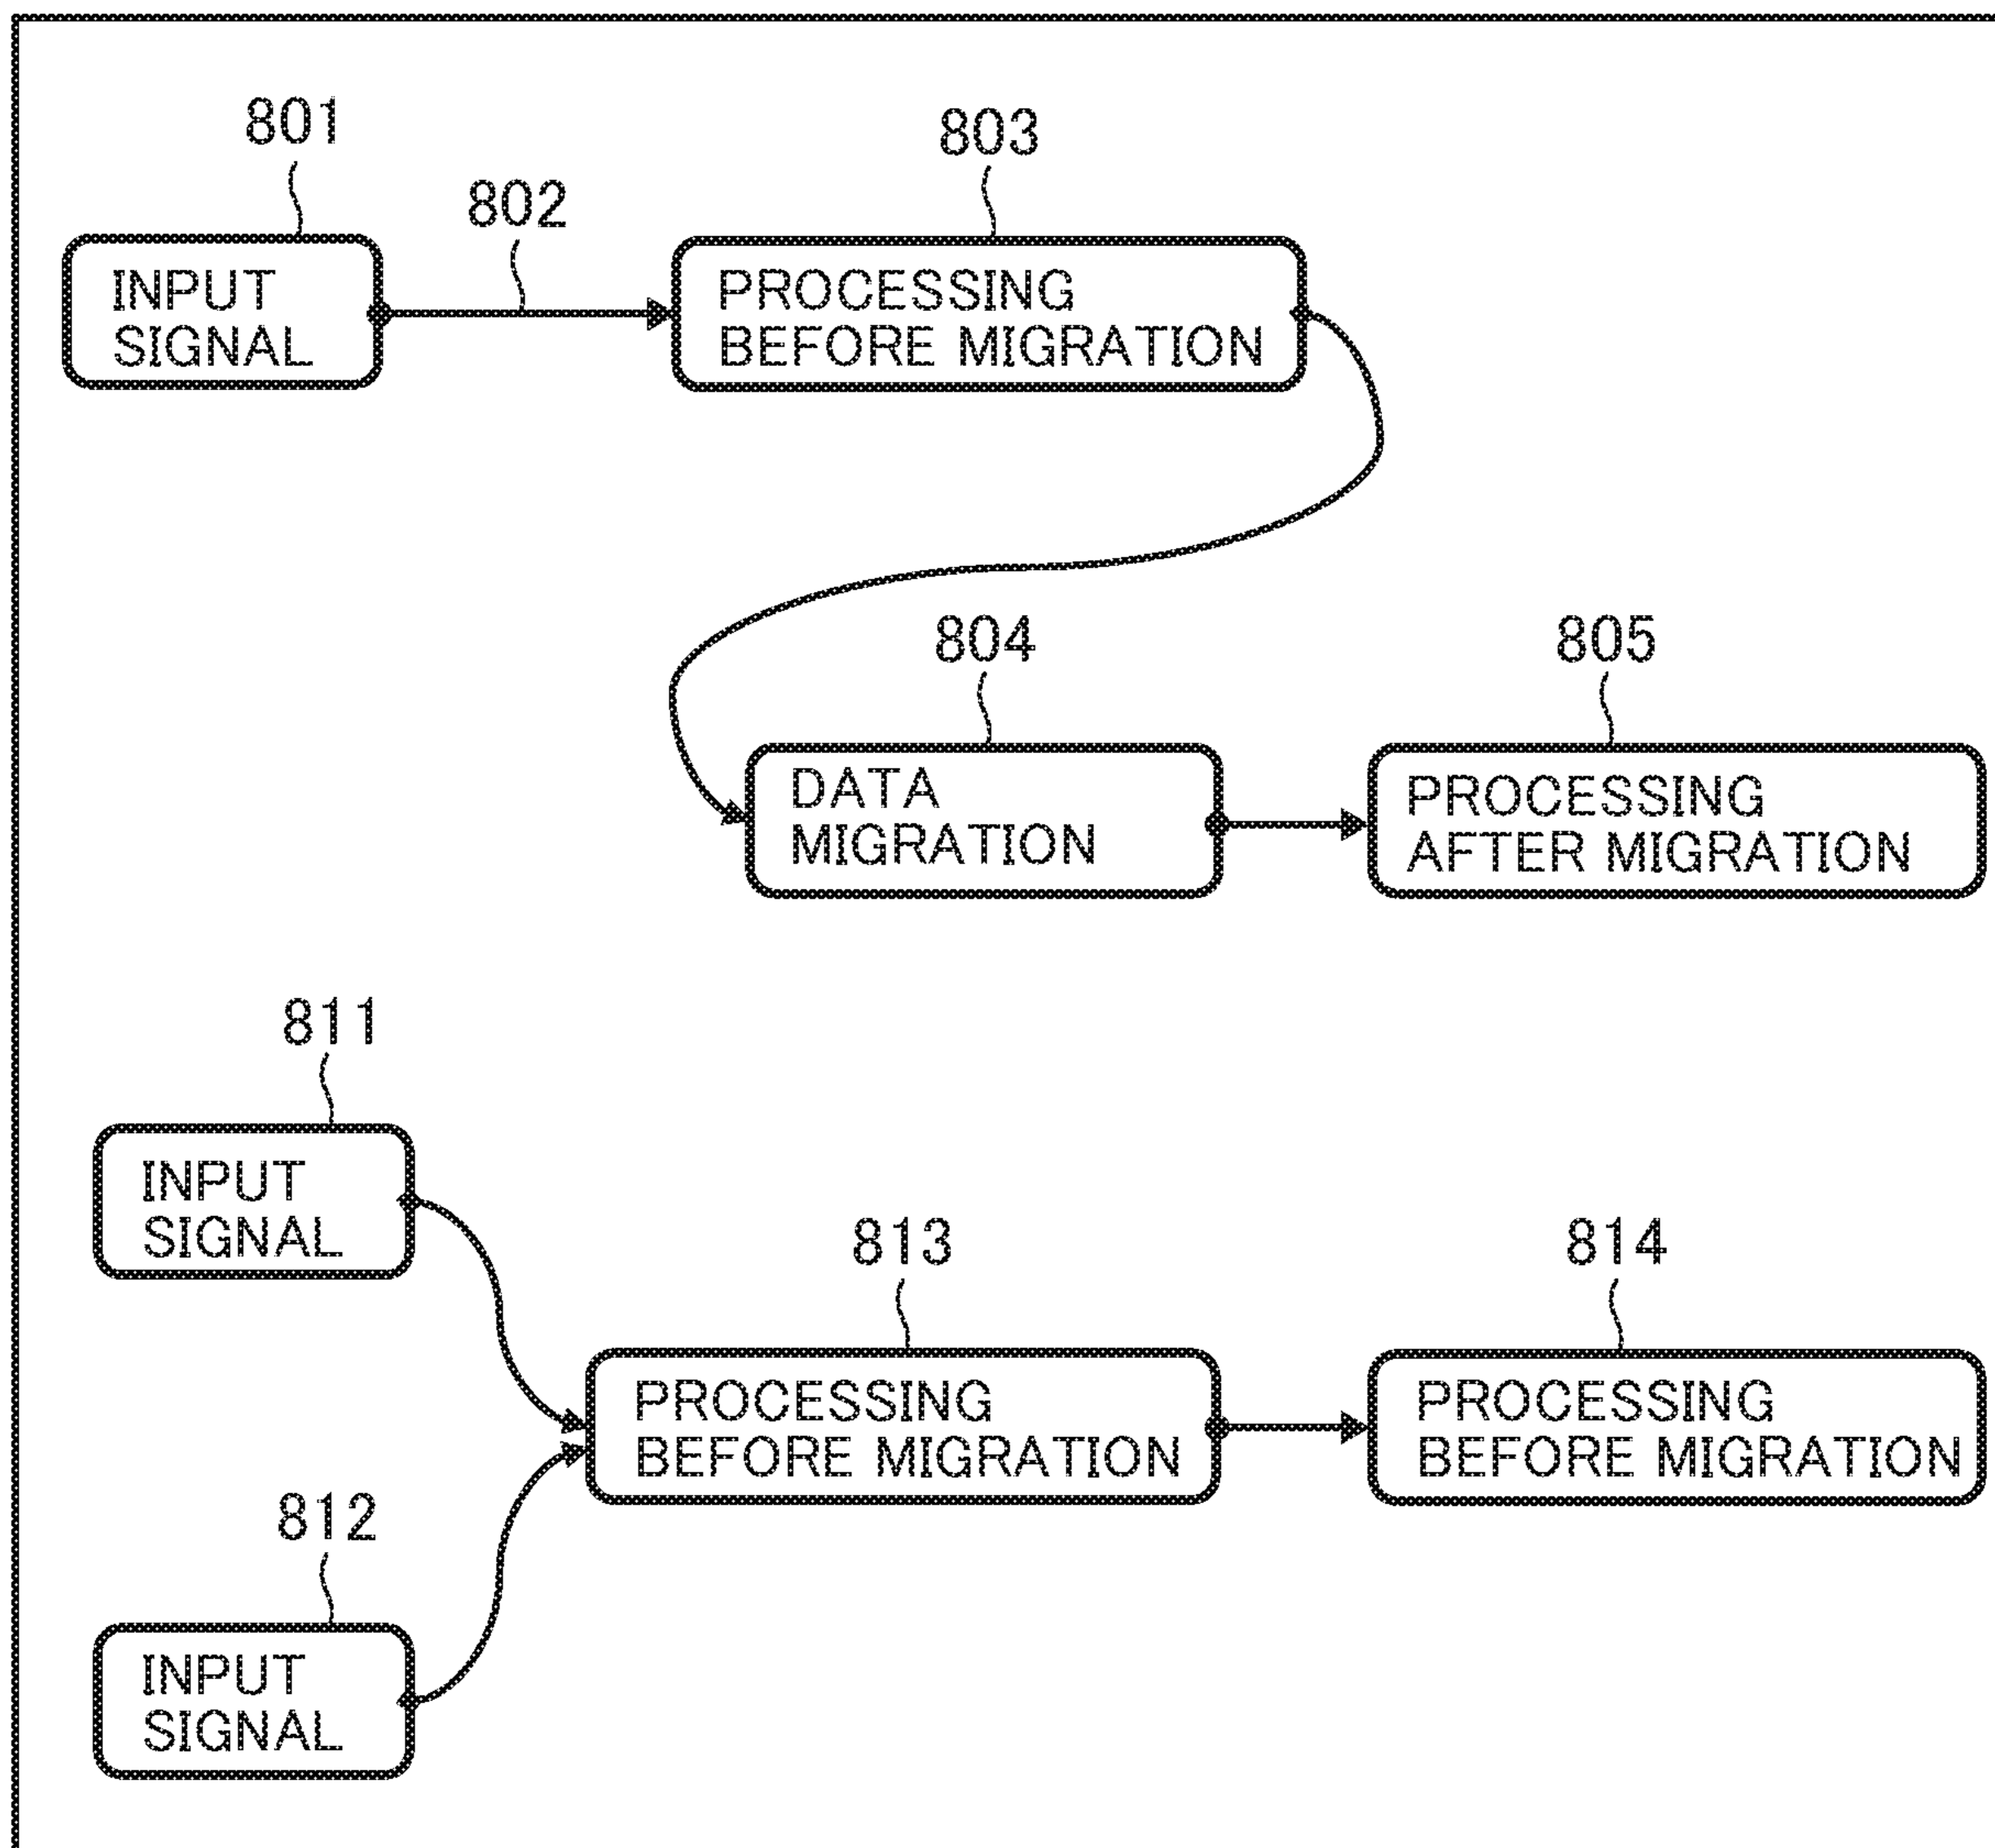 801
802
803
INPUT
SIGNAL
PROCESSING
BEFORE MIGRATION
804
805
DATA
MIGRATION
PROCESSING
AFTER MIGRATION
811
INPUT
SIGNAL
813
814
PROCESSING
BEFORE MIGRATION
PROCESSING
BEFORE MIGRATION
812
INPUT
SIGNAL